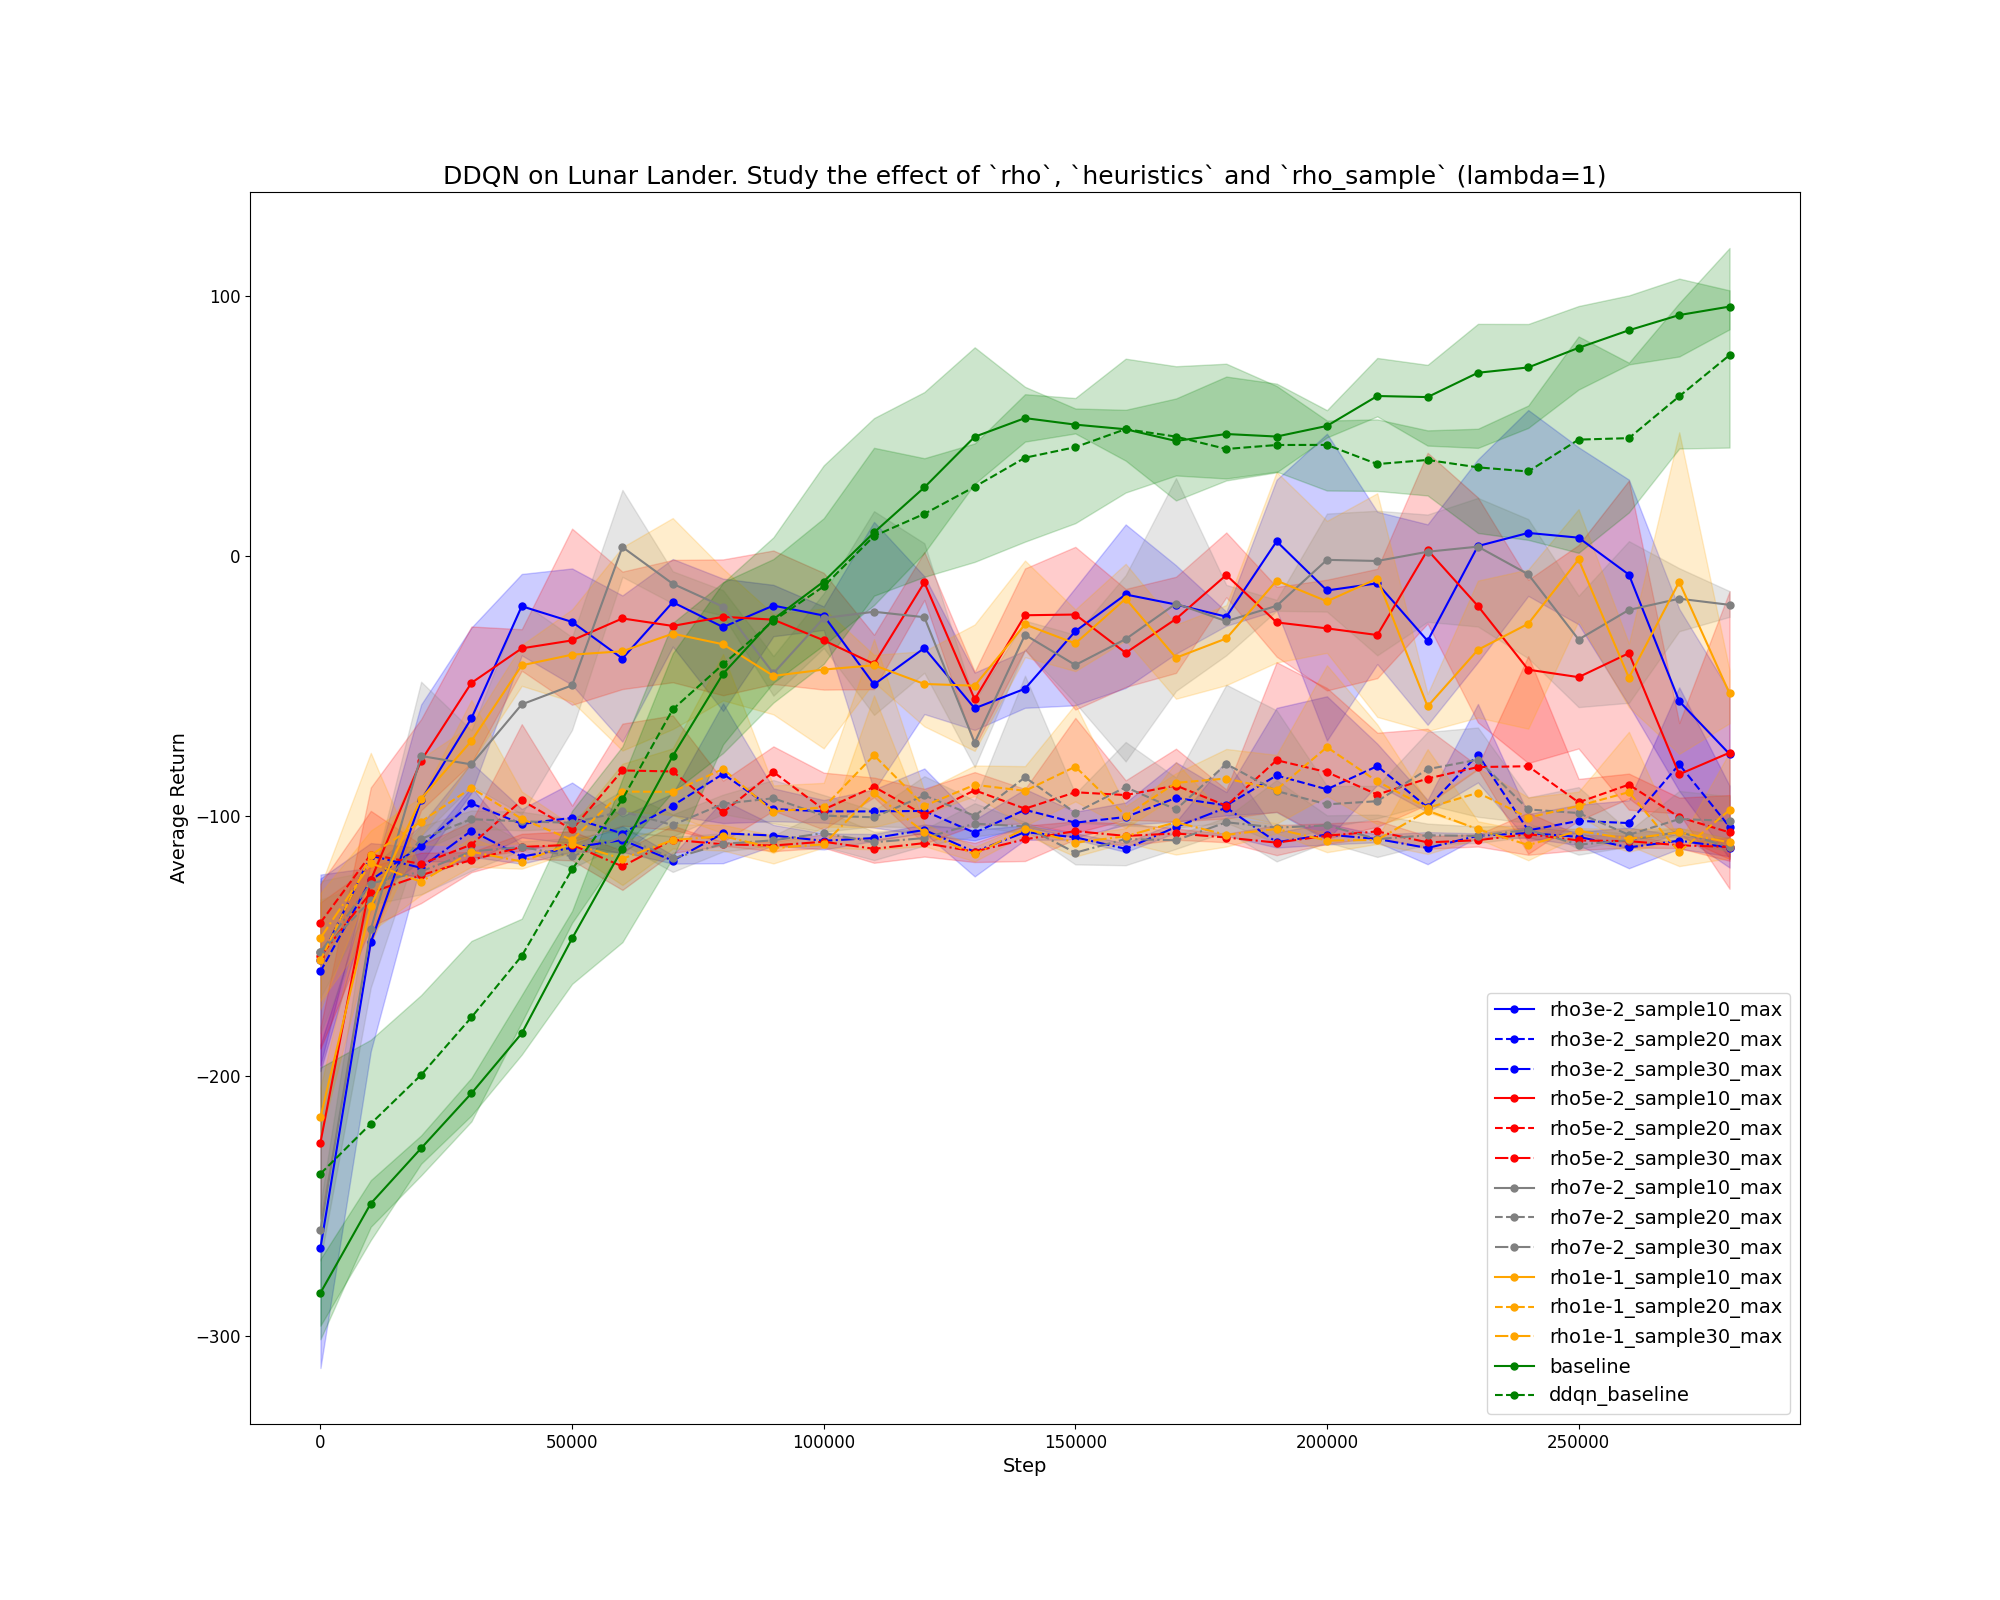 DDQN on Lunar Lander. Study the effect of `rho`, `heuristics` and `rho_sample` (lambda=1)
100
0
−100
−200
−300
Average Return
0
50000
100000
150000
200000
250000
Step
rho3e-2_sample10_max
rho3e-2_sample20_max
rho3e-2_sample30_max
rho5e-2_sample10_max
rho5e-2_sample20_max
rho5e-2_sample30_max
rho7e-2_sample10_max
rho7e-2_sample20_max
rho7e-2_sample30_max
rho1e-1_sample10_max
rho1e-1_sample20_max
rho1e-1_sample30_max
baseline
ddqn_baseline